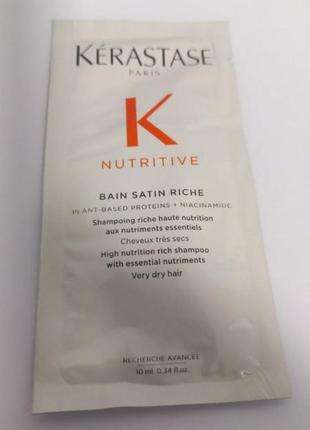 KÉRASTASE
PARIS
K
NUTRITIVE
BAIN SATIN RICHE
PLANT-BASED PROTEINS + NIACINAMIDE
Shampoing riche haute nutrition
aux nutriments essentiels
Cheveux très secs
High nutrition rich shampoo
with essential nutriments
Very dry hair
RECHERCHE AVANCÉE
10 ml 0.34 fl.oz.